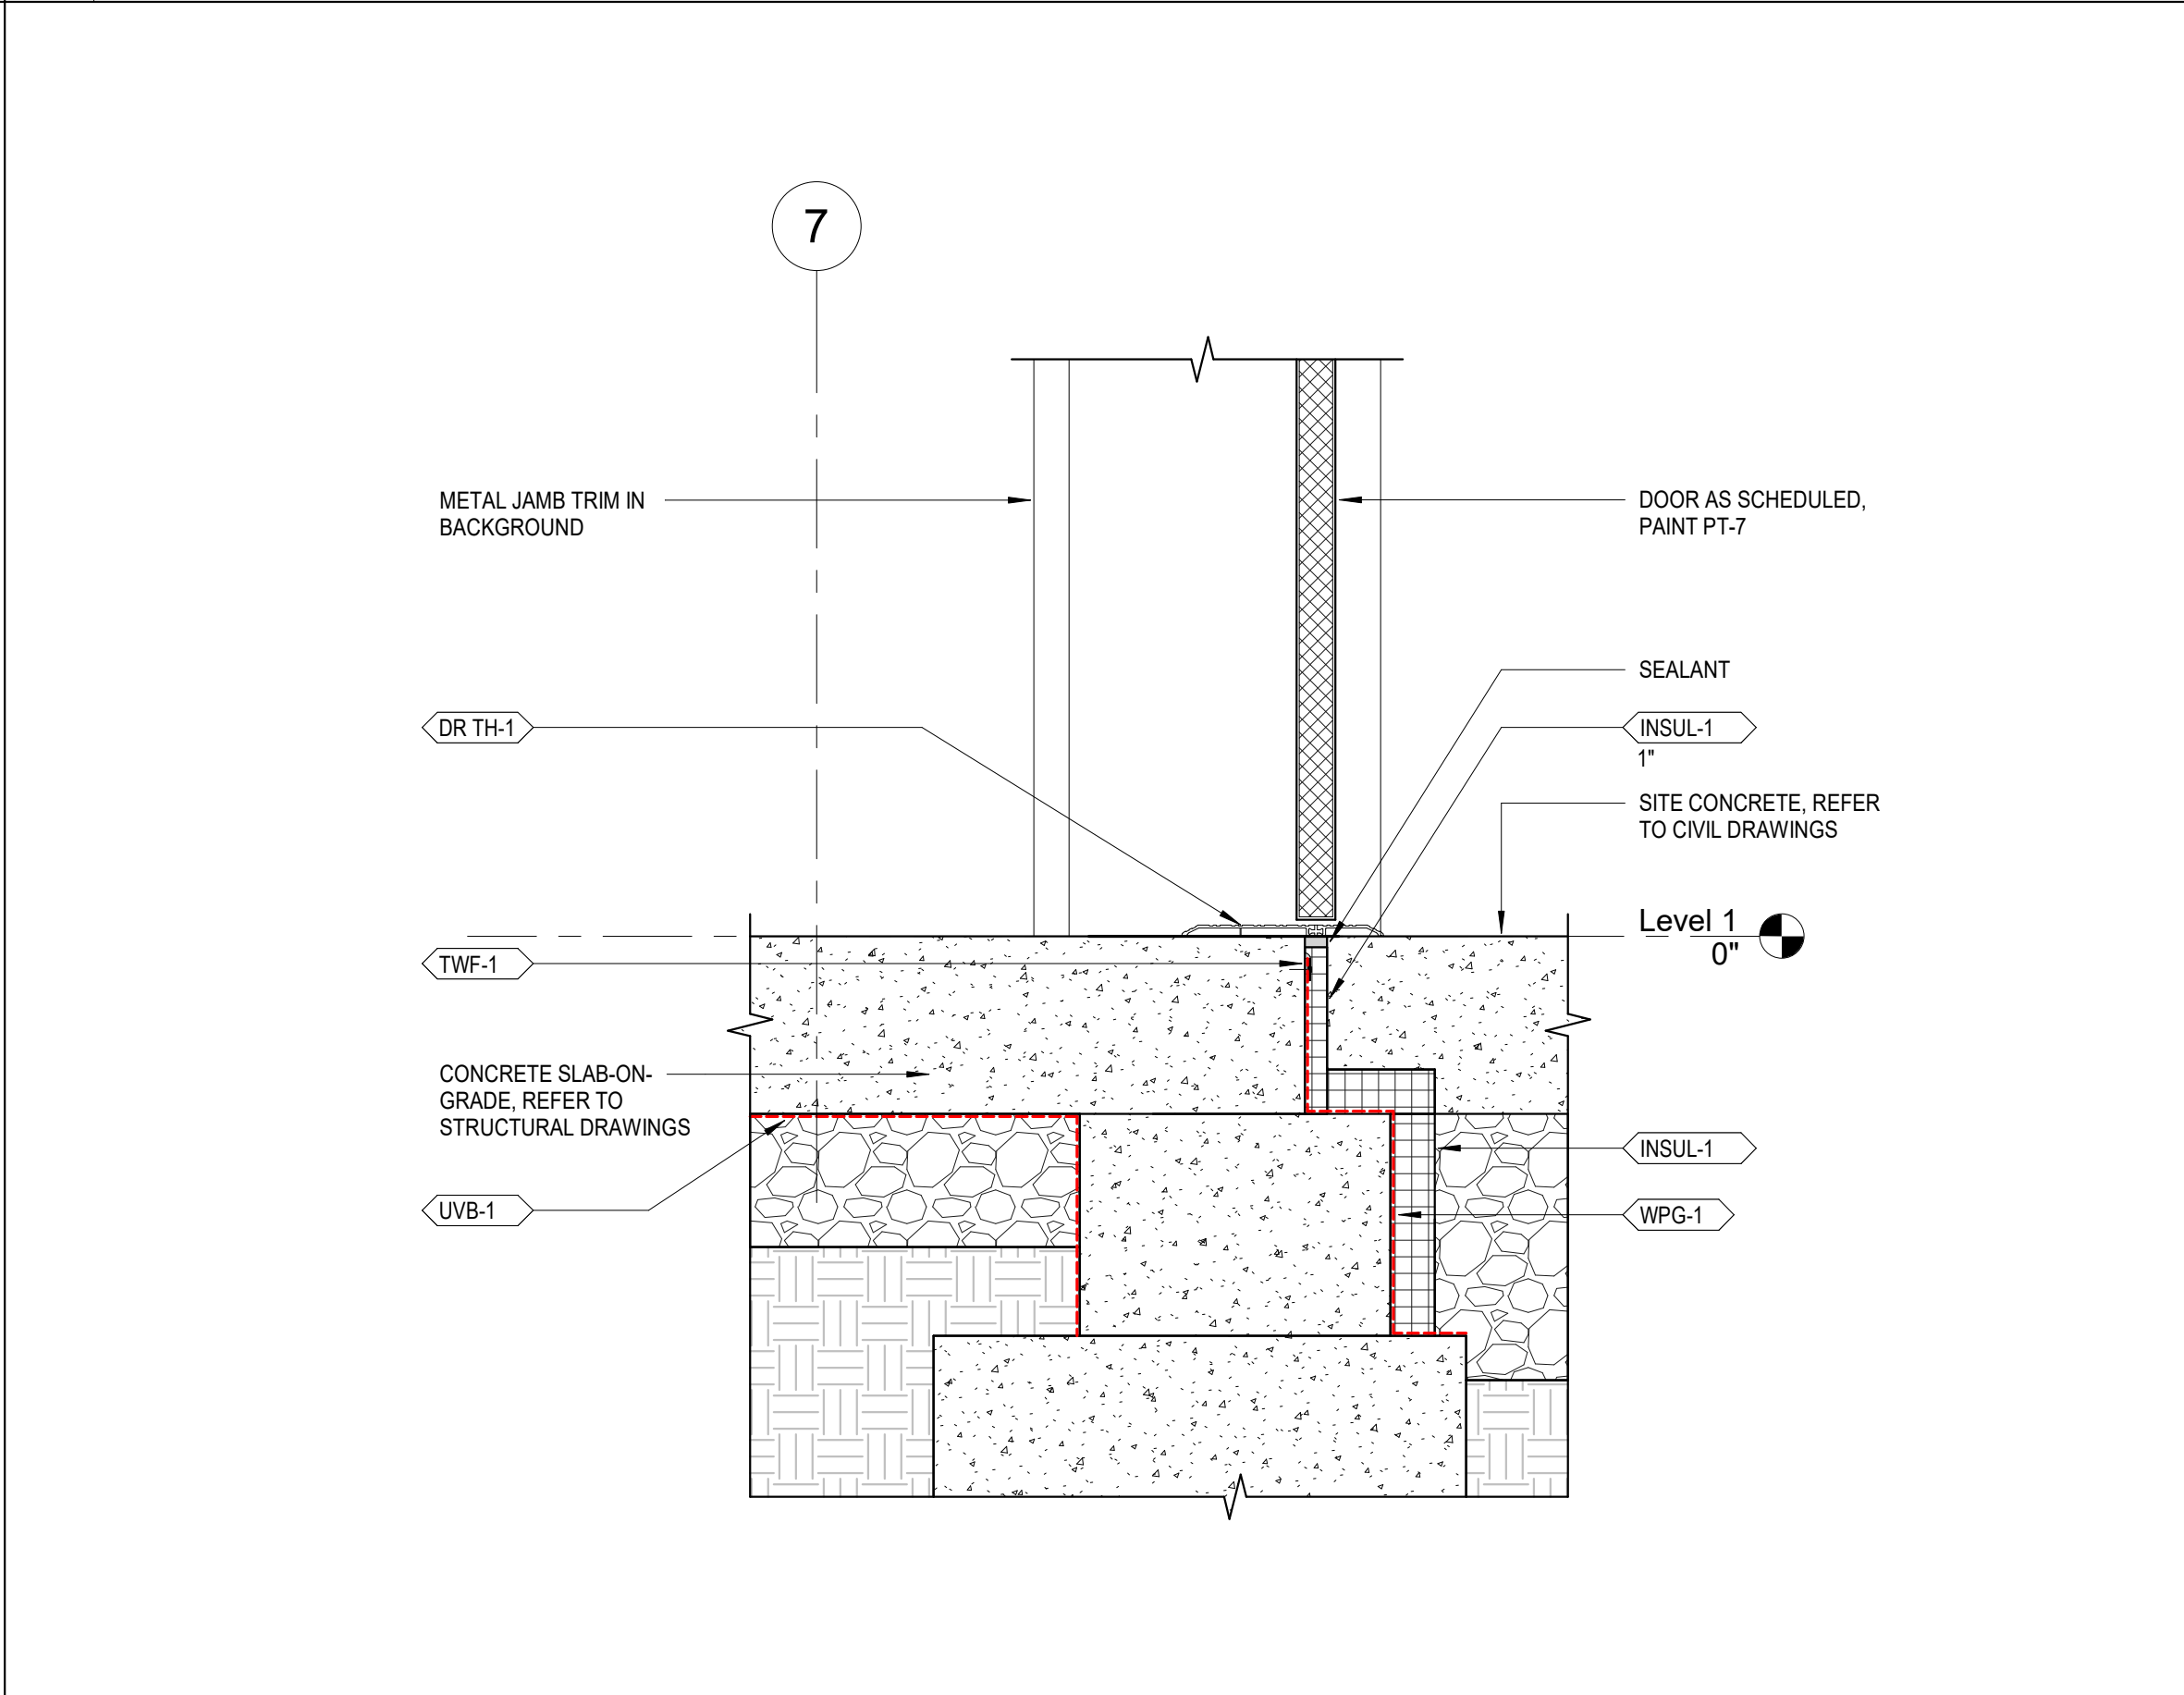 7
METAL JAMB TRIM IN
BACKGROUND
DOOR AS SCHEDULED,
PAINT PT-7
SEALANT
DR TH-1
INSUL-1
1"
SITE CONCRETE, REFER
TO CIVIL DRAWINGS
Level 1
0"
TWF-1
CONCRETE SLAB-ON-
GRADE, REFER TO
STRUCTURAL DRAWINGS
INSUL-1
UVB-1
WPG-1